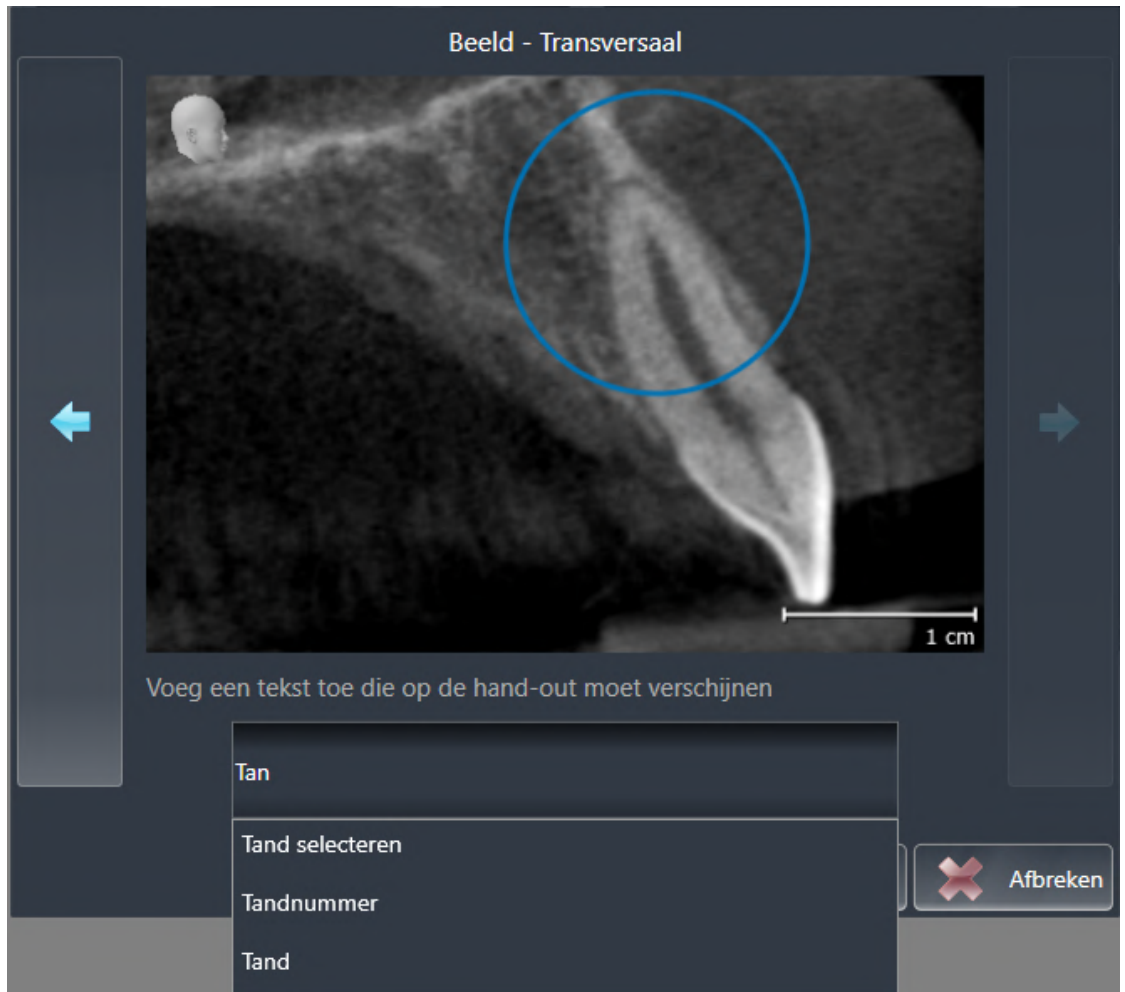 Beeld - Transversaal
1 cm
Voeg een tekst toe die op de hand-out moet verschijnen
Tan
Tand selecteren
Tandnummer
Tand
Afbreken